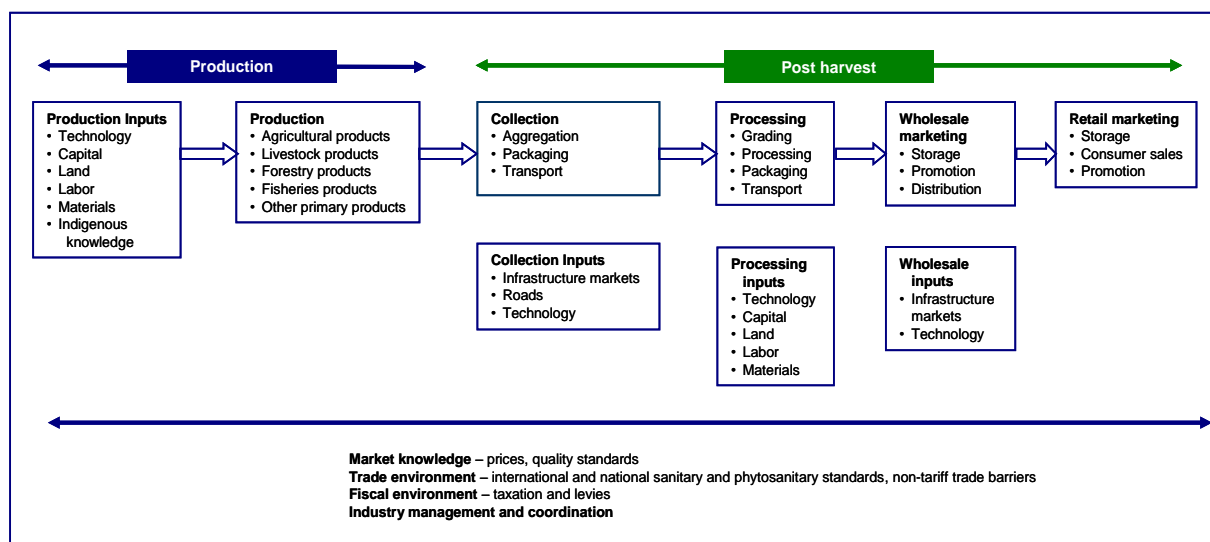 Production
Post harvest
Production Inputs
• Technology
• Capital
• Land
• Labor
• Materials
• Indigenous
knowledge
Production
• Agricultural products
• Livestock products
• Forestry products
• Fisheries products
• Other primary products
Collection
• Aggregation
• Packaging
• Transport
Processing
• Grading
• Processing
• Packaging
• Transport
Wholesale
marketing
• Storage
• Promotion
• Distribution
Retail marketing
• Storage
• Consumer sales
• Promotion
Collection Inputs
• Infrastructure markets
• Roads
• Technology
Processing
inputs
• Technology
• Capital
• Land
• Labor
• Materials
Wholesale
inputs
• Infrastructure
markets
• Technology
Market knowledge – prices, quality standards
Trade environment – international and national sanitary and phytosanitary standards, non-tariff trade barriers
Fiscal environment – taxation and levies
Industry management and coordination